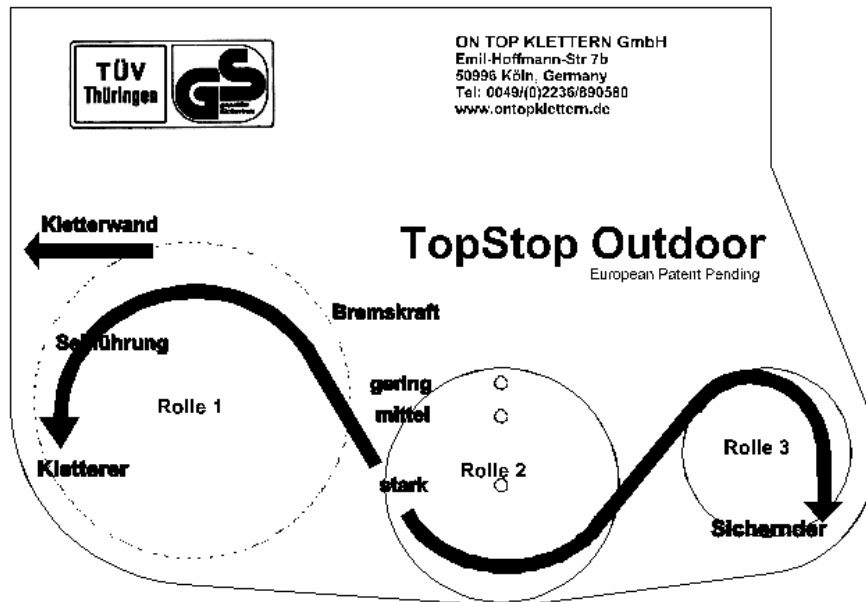 TÜV
Thüringen
GS
ON TOP KLETTERN GmbH
Emil-Hoffmann-Str 7b
50996 Köln, Germany
Tel: 0049/(0)2236/890580
www.ontopklettern.de
Kletterwand
TopStop Outdoor
European Patent Pending
Bremskraft
Seilführung
gering
Rolle 1
mittel
Rolle 3
Kletterer
Rolle 2
stark
Sichernder